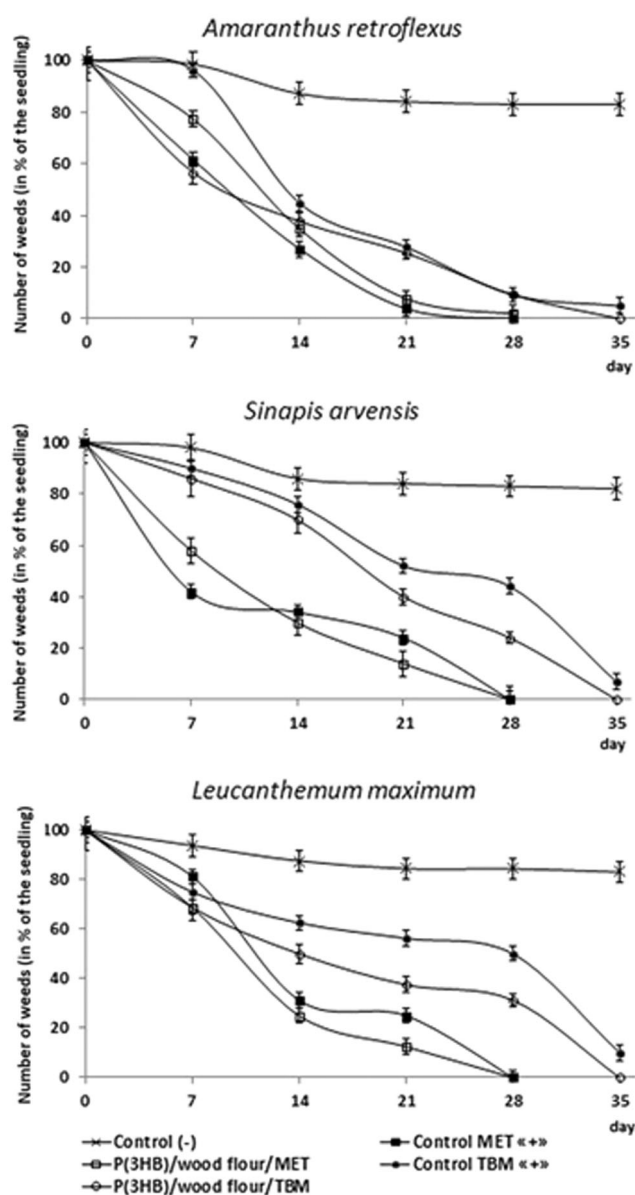 Amaranthus retroflexus
Number of weeds (in % of the seedling)
100
80
60
40
20
0
0 7 14 21 28 35
day
Sinapis arvensis
Number of weeds (in % of the seedling)
100
80
60
40
20
0
0 7 14 21 28 35
day
Leucanthemum maximum
Number of weeds (in % of the seedling)
100
80
60
40
20
0
0 7 14 21 28 35
day
Control (-) Control MET «+»
P(3HB)/wood flour/MET Control TBM «+»
P(3HB)/wood flour/TBM